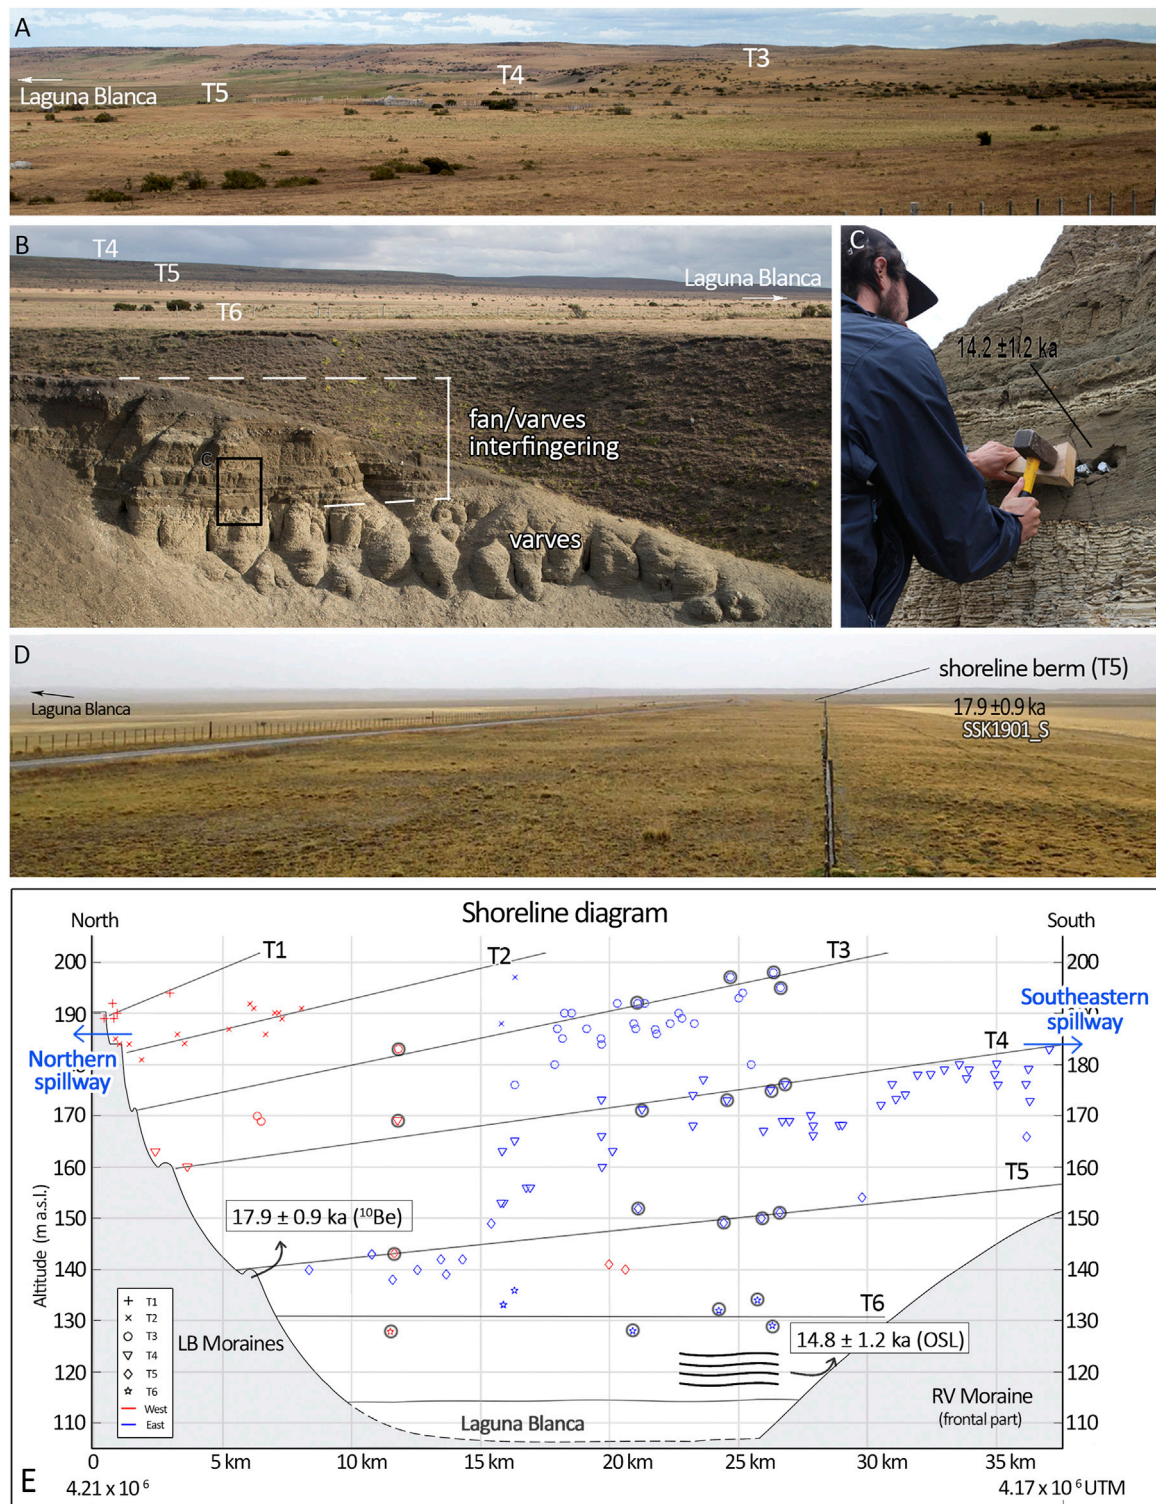 A
T3
T4
T5
Laguna Blanca
B
T4
T5
T6
Laguna Blanca
fan/varves
interfingering
C
varves
C
14.2 ±1.2 ka
D
Laguna Blanca
shoreline berm (T5)
17.9 ±0.9 ka
SSK1901_S
Shoreline diagram
North
South
T1
T2
T3
T4
T5
T6
200
190
180
170
160
150
140
130
120
110
Altitude (m a.s.l.)
Northern
spillway
Southeastern
spillway
200
180
170
160
150
140
130
120
110
17.9 ± 0.9 ka (¹⁰Be)
14.8 ± 1.2 ka (OSL)
LB Moraines
RV Moraine
(frontal part)
Laguna Blanca
T1
T2
T3
T4
T5
T6
West
East
0
5 km
10 km
15 km
20 km
25 km
30 km
35 km
E
4.21 x 10⁶
4.17 x 10⁶ UTM